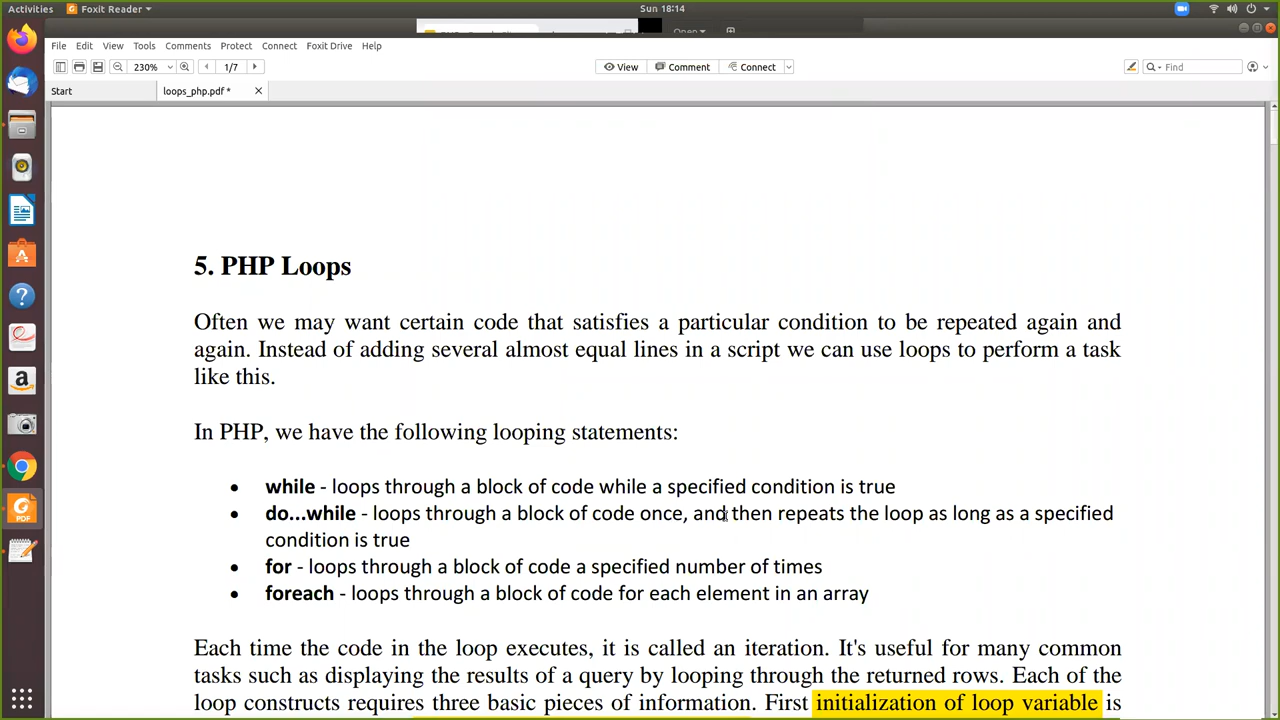 Activities Foxit Reader Sun 18:14
File Edit View Tools Comments Protect Connect Foxit Drive Help
230% 1/7 View Comment Connect Find
Start loops_php.pdf *
5. PHP Loops
Often we may want certain code that satisfies a particular condition to be repeated again and
again. Instead of adding several almost equal lines in a script we can use loops to perform a task
like this.
In PHP, we have the following looping statements:
• while - loops through a block of code while a specified condition is true
• do...while - loops through a block of code once, and then repeats the loop as long as a specified
condition is true
• for - loops through a block of code a specified number of times
• foreach - loops through a block of code for each element in an array
Each time the code in the loop executes, it is called an iteration. It's useful for many common
tasks such as displaying the results of a query by looping through the returned rows. Each of the
loop constructs requires three basic pieces of information. First initialization of loop variable is